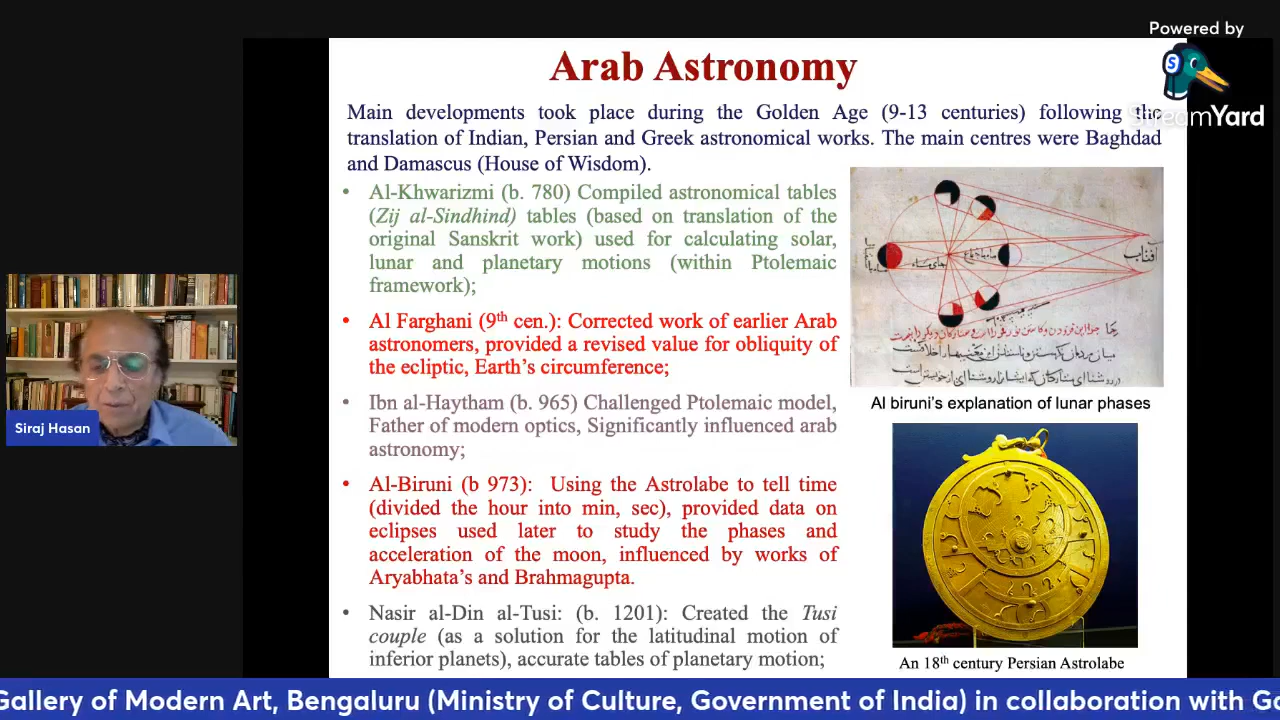 Powered by
StreamYard
Arab Astronomy
Main developments took place during the Golden Age (9-13 centuries) following the
translation of Indian, Persian and Greek astronomical works. The main centres were Baghdad
and Damascus (House of Wisdom).
• Al-Khwarizmi (b. 780) Compiled astronomical tables
(Zij al-Sindhind) tables (based on translation of the
original Sanskrit work) used for calculating solar,
lunar and planetary motions (within Ptolemaic
framework);
• Al Farghani (9th cen.): Corrected work of earlier Arab
astronomers, provided a revised value for obliquity of
the ecliptic, Earth's circumference;
• Ibn al-Haytham (b. 965) Challenged Ptolemaic model,
Father of modern optics, Significantly influenced arab
astronomy;
• Al-Biruni (b 973): Using the Astrolabe to tell time
(divided the hour into min, sec), provided data on
eclipses used later to study the phases and
acceleration of the moon, influenced by works of
Aryabhata's and Brahmagupta.
• Nasir al-Din al-Tusi: (b. 1201): Created the Tusi
couple (as a solution for the latitudinal motion of
inferior planets), accurate tables of planetary motion;
آفتاب
Al biruni's explanation of lunar phases
An 18th century Persian Astrolabe
Siraj Hasan
Gallery of Modern Art, Bengaluru (Ministry of Culture, Government of India) in collaboration with Go